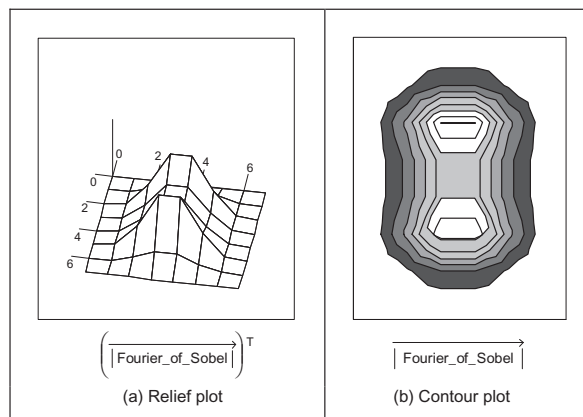 0
2
4
6
0
2
4
6
( | Fourier_of_Sobel | ) T
| Fourier_of_Sobel |
(a) Relief plot
(b) Contour plot